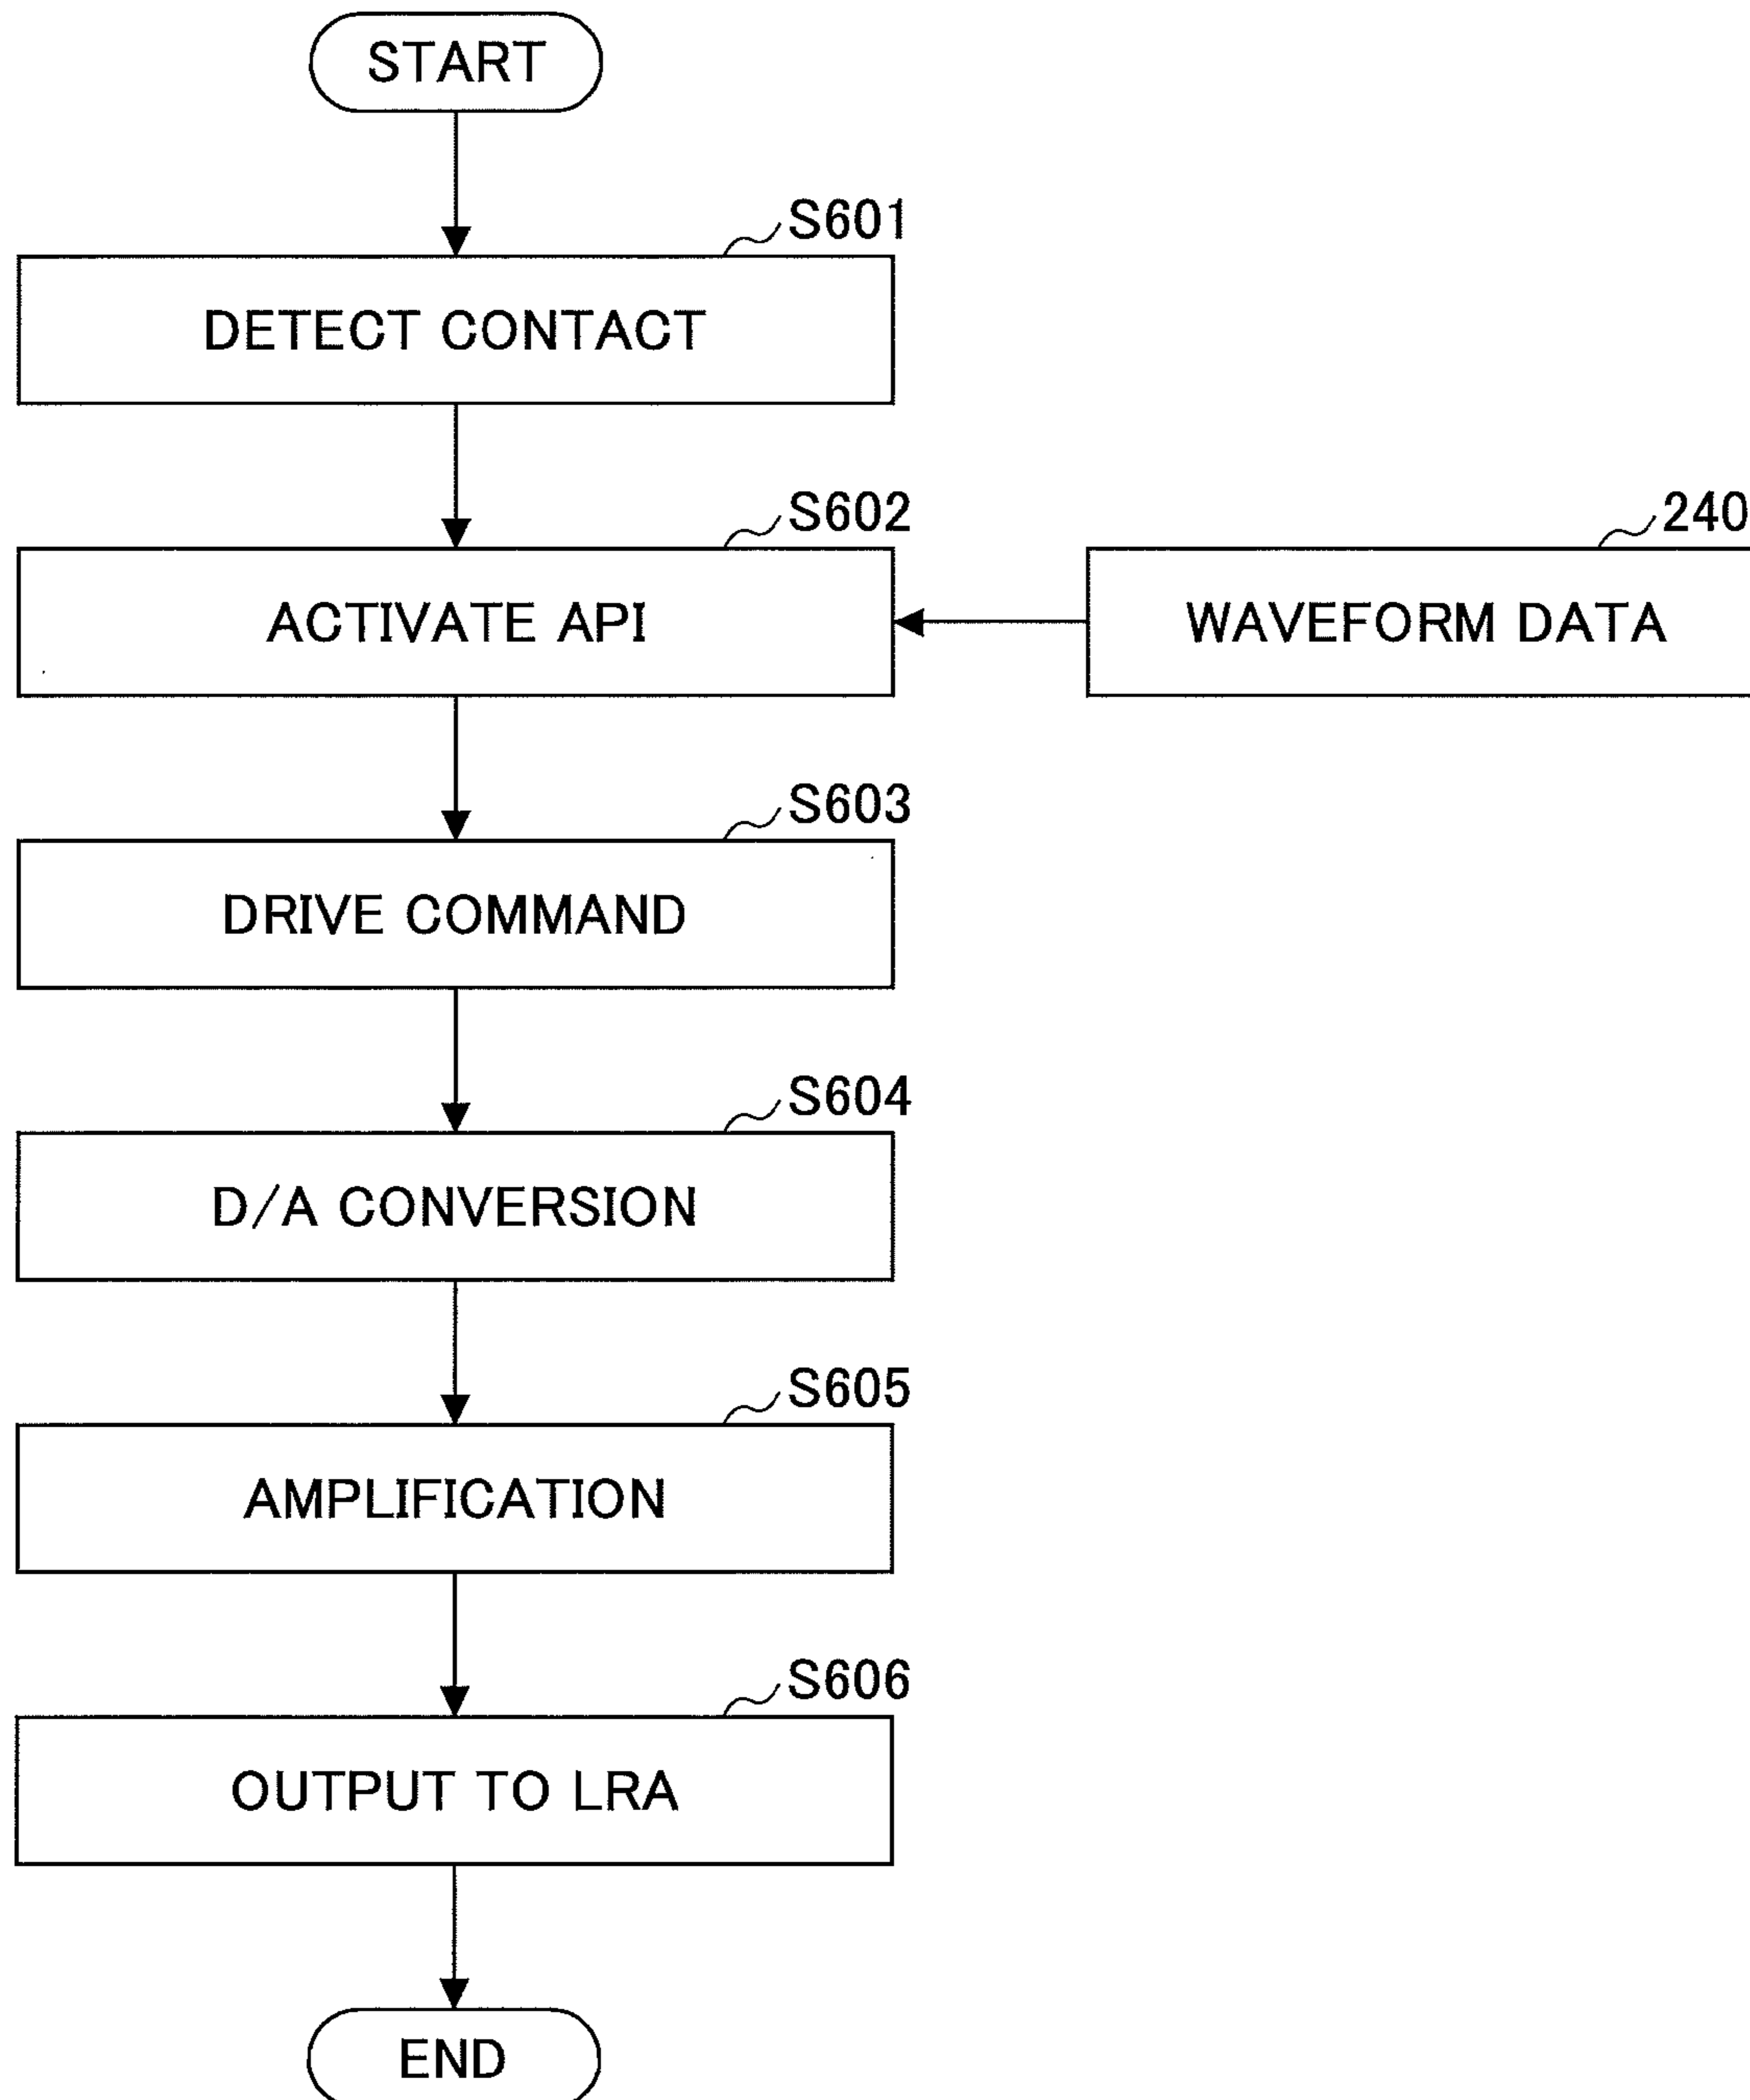 START
S601
DETECT CONTACT
S602
240
ACTIVATE API
WAVEFORM DATA
S603
DRIVE COMMAND
S604
D/A CONVERSION
S605
AMPLIFICATION
S606
OUTPUT TO LRA
END